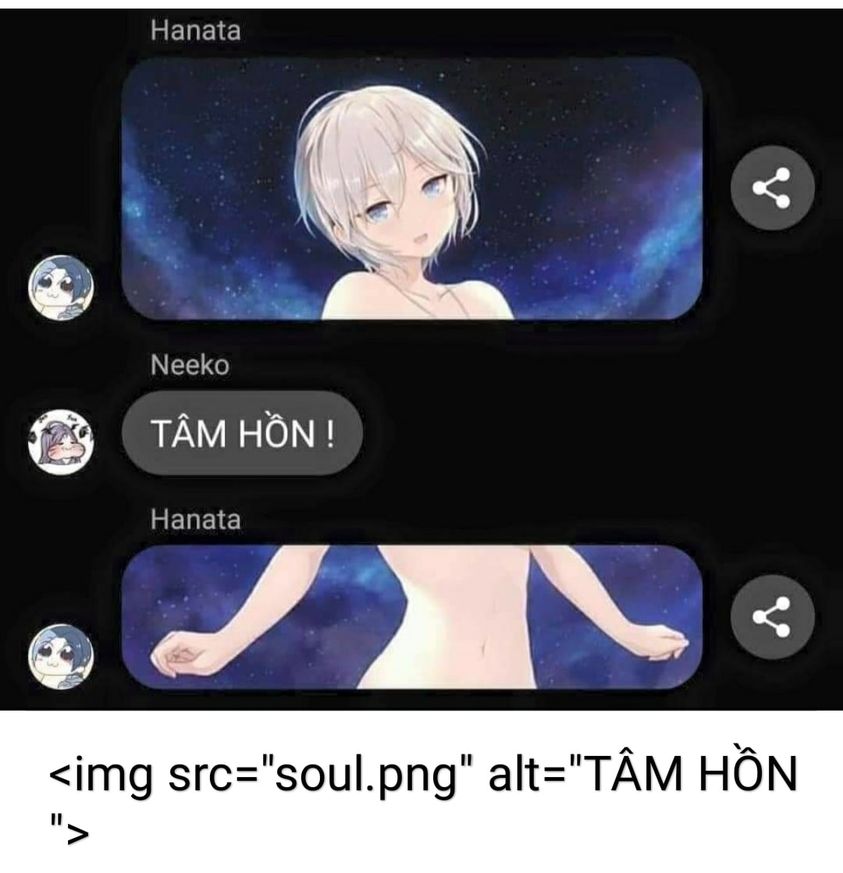 Hanata
Neeko
TÂM HỒN !
Hanata
<img src="soul.png" alt="TÂM HỒN
">